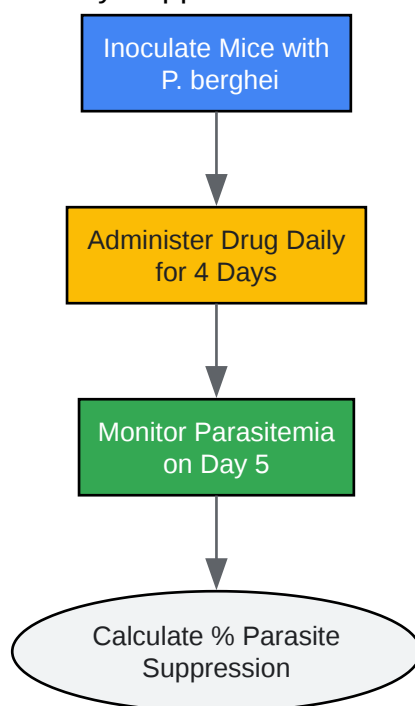 Inoculate Mice with
P. berghei
Administer Drug Daily
for 4 Days
Monitor Parasitemia
on Day 5
Calculate % Parasite
Suppression